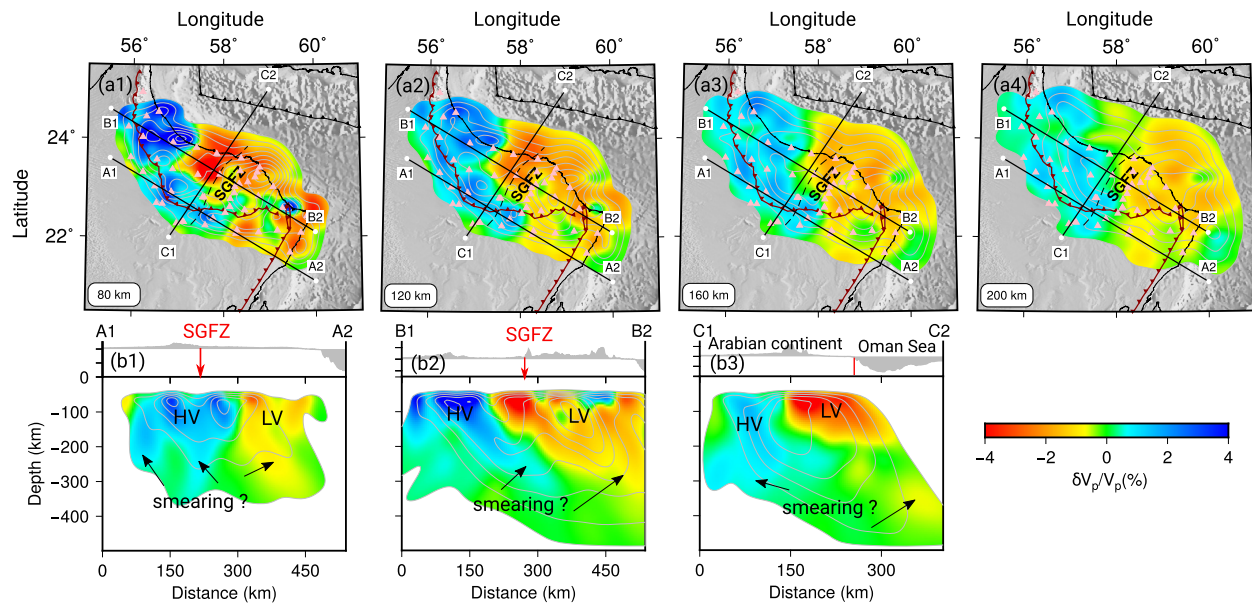 Longitude Longitude Longitude Longitude
56˚ 58˚ 60˚ 56˚ 58˚ 60˚ 56˚ 58˚ 60˚ 56˚ 58˚ 60˚
Latitude
24˚
22˚
(a1) C2 B1 A1 SGFZ C1 B2 A2 80 km
(a2) C2 B1 A1 SGFZ C1 B2 A2 120 km
(a3) C2 B1 A1 SGFZ C1 B2 A2 160 km
(a4) C2 B1 A1 SGFZ C1 B2 A2 200 km
A1 SGFZ A2
(b1)
HV LV
smearing ?
Depth (km)
0
−100
−200
−300
−400
0 150 300 450
Distance (km)
B1 SGFZ B2
(b2)
HV LV
smearing ?
0 150 300 450
Distance (km)
C1 C2
Arabian continent Oman Sea
(b3)
HV LV
smearing ?
0 150 300
Distance (km)
−4 −2 0 2 4
δVp/Vp(%)